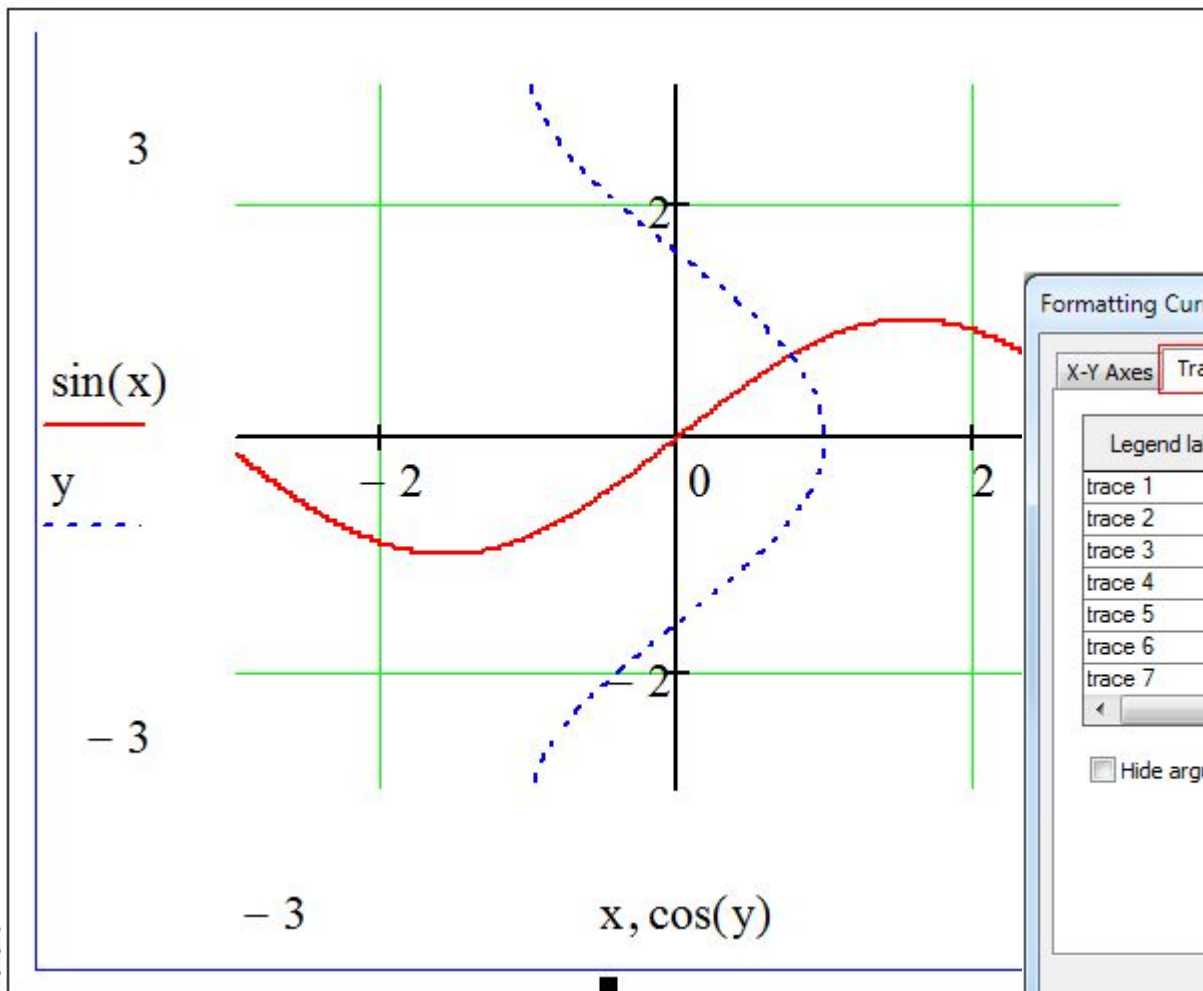 3
2
sin(x)
y
– 2
0
2
– 2
– 3
– 3
x, cos(y)
Formatting Cur
X-Y Axes
Tra
Legend la
trace 1
trace 2
trace 3
trace 4
trace 5
trace 6
trace 7
Hide arg